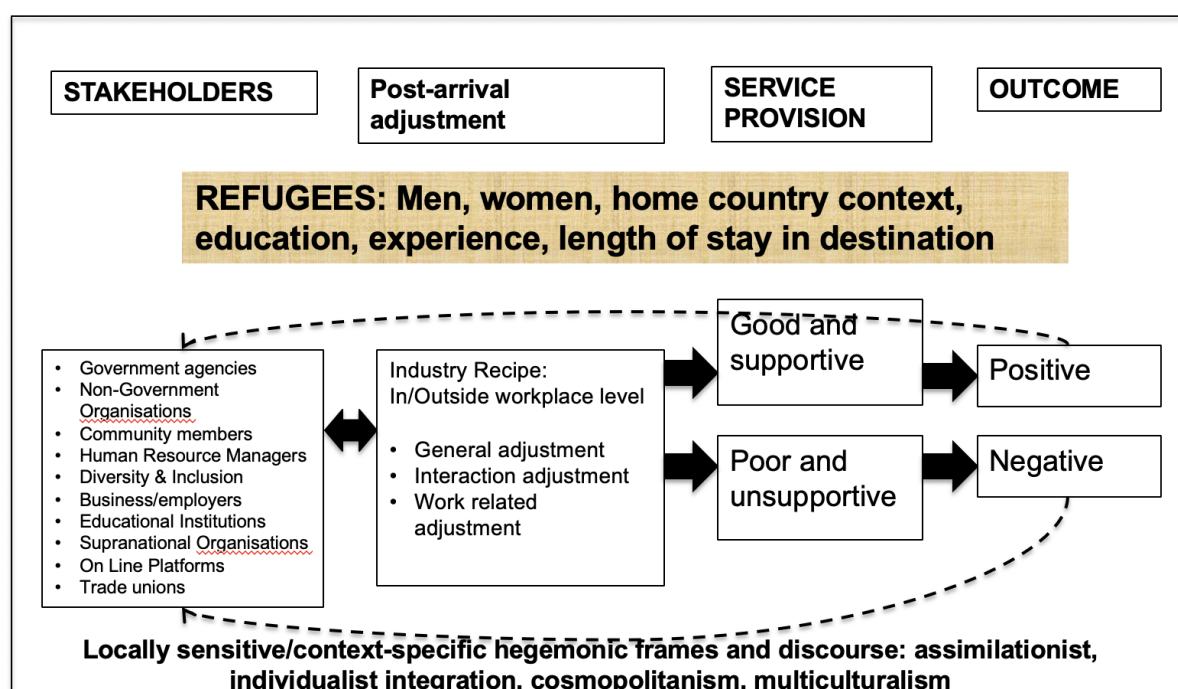 STAKEHOLDERS
Post-arrival
adjustment
SERVICE
PROVISION
OUTCOME
REFUGEES: Men, women, home country context,
education, experience, length of stay in destination
• Government agencies
• Non-Government
Organisations
• Community members
• Human Resource Managers
• Diversity & Inclusion
• Business/employers
• Educational Institutions
• Supranational Organisations
• On Line Platforms
• Trade unions
Industry Recipe:
In/Outside workplace level
• General adjustment
• Interaction adjustment
• Work related
adjustment
Good and
supportive
Positive
Poor and
unsupportive
Negative
Locally sensitive/context-specific hegemonic frames and discourse: assimilationist,
individualist integration, cosmopolitanism, multiculturalism